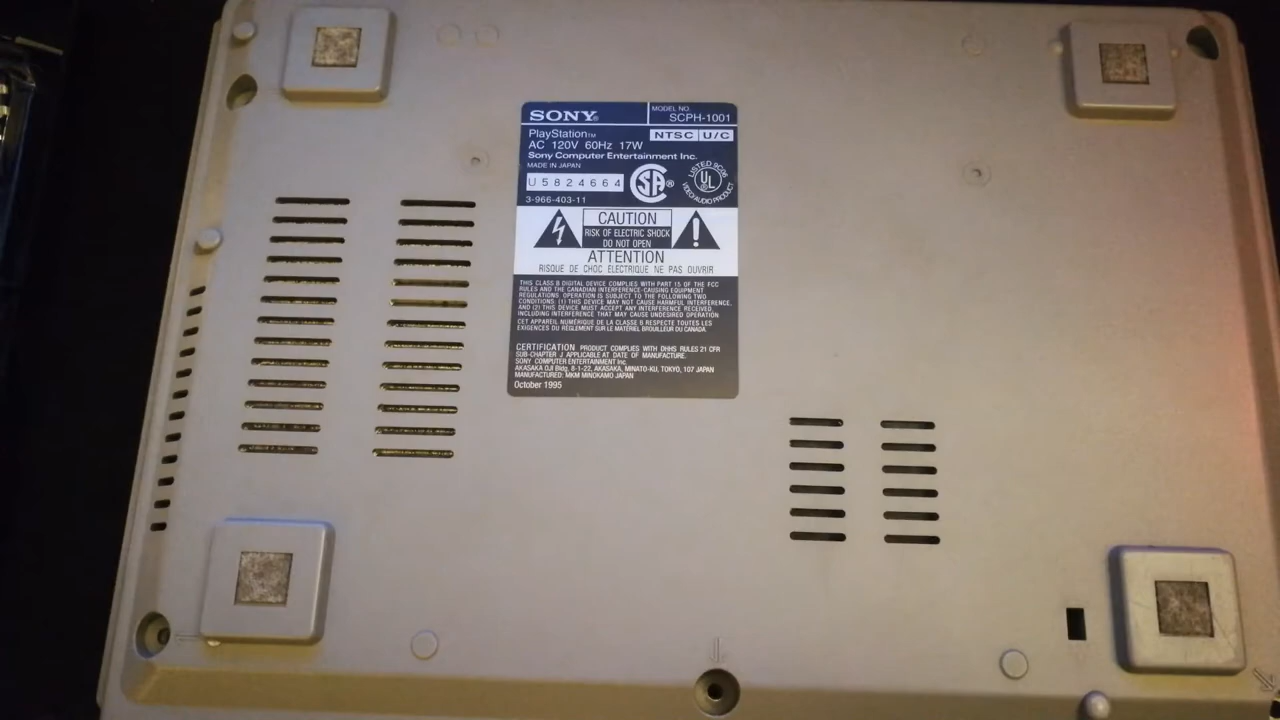 SONY® MODEL NO. SCPH-1001
PlayStation™ NTSC U/C
AC 120V 60Hz 17W
Sony Computer Entertainment Inc.
MADE IN JAPAN
U5824664
3-966-403-11
SA®
LISTED 9C06
UL
VIDEO/AUDIO PRODUCT
CAUTION
RISK OF ELECTRIC SHOCK
DO NOT OPEN
ATTENTION
RISQUE DE CHOC ELECTRIQUE NE PAS OUVRIR
THIS CLASS B DIGITAL DEVICE COMPLIES WITH PART 15 OF THE FCC
RULES AND THE CANADIAN INTERFERENCE-CAUSING EQUIPMENT
REGULATIONS. OPERATION IS SUBJECT TO THE FOLLOWING TWO
CONDITIONS: (1) THIS DEVICE MAY NOT CAUSE HARMFUL INTERFERENCE,
AND (2) THIS DEVICE MUST ACCEPT ANY INTERFERENCE RECEIVED,
INCLUDING INTERFERENCE THAT MAY CAUSE UNDESIRED OPERATION
CET APPAREIL NUMÉRIQUE DE LA CLASSE B RESPECTE TOUTES LES
EXIGENCES DU RÈGLEMENT SUR LE MATÉRIEL BROUILLEUR DU CANADA.
CERTIFICATION PRODUCT COMPLIES WITH DHHS RULES 21 CFR
SUB-CHAPTER J APPLICABLE AT DATE OF MANUFACTURE.
SONY COMPUTER ENTERTAINMENT Inc.
AKASAKA OJI Bldg. 8-1-22, AKASAKA, MINATO-KU, TOKYO, 107 JAPAN
MANUFACTURED: MKM MINOKAMO JAPAN
October 1995